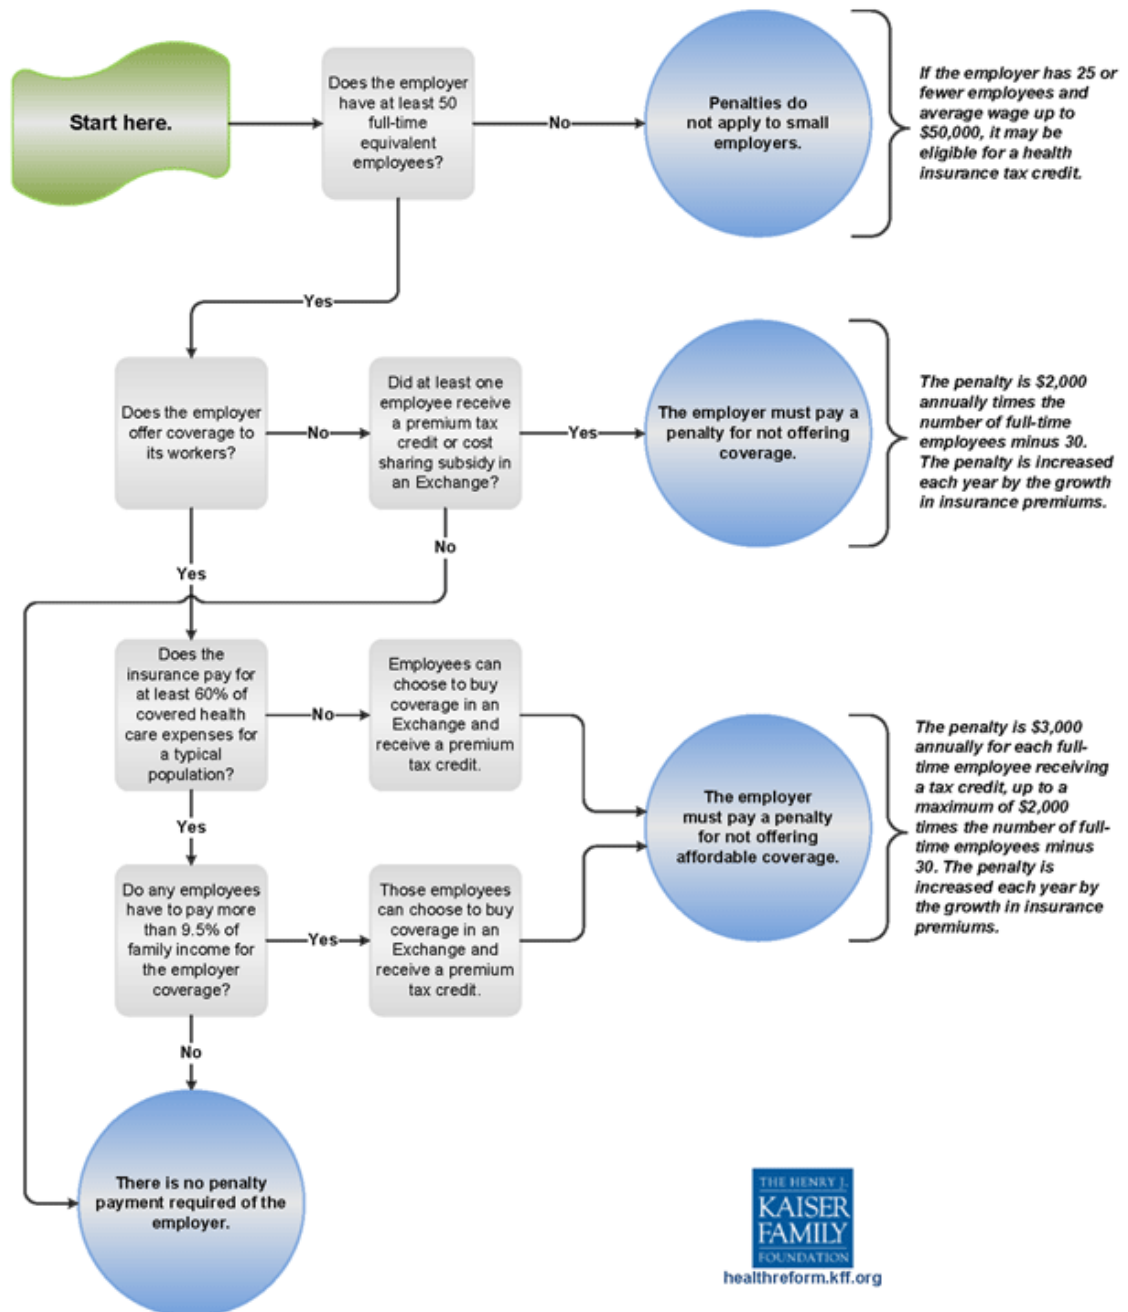 Start here.
Does the employer
have at least 50
full-time
equivalent
employees?
No
Penalties do
not apply to small
employers.
If the employer has 25 or
fewer employees and
average wage up to
$50,000, it may be
eligible for a health
insurance tax credit.
Yes
Does the employer
offer coverage to
its workers?
No
Did at least one
employee receive
a premium tax
credit or cost
sharing subsidy in
an Exchange?
Yes
The employer must pay a
penalty for not offering
coverage.
The penalty is $2,000
annually times the
number of full-time
employees minus 30.
The penalty is increased
each year by the growth
in insurance premiums.
No
Yes
Does the
insurance pay for
at least 60% of
covered health
care expenses for
a typical
population?
No
Employees can
choose to buy
coverage in an
Exchange and
receive a premium
tax credit.
The employer
must pay a penalty
for not offering
affordable coverage.
The penalty is $3,000
annually for each full-
time employee receiving
a tax credit, up to a
maximum of $2,000
times the number of full-
time employees minus
30. The penalty is
increased each year by
the growth in insurance
premiums.
Yes
Do any employees
have to pay more
than 9.5% of
family income for
the employer
coverage?
Yes
Those employees
can choose to buy
coverage in an
Exchange and
receive a premium
tax credit.
No
There is no penalty
payment required of the
employer.
THE HENRY J.
KAISER
FAMILY
FOUNDATION
healthreform.kff.org